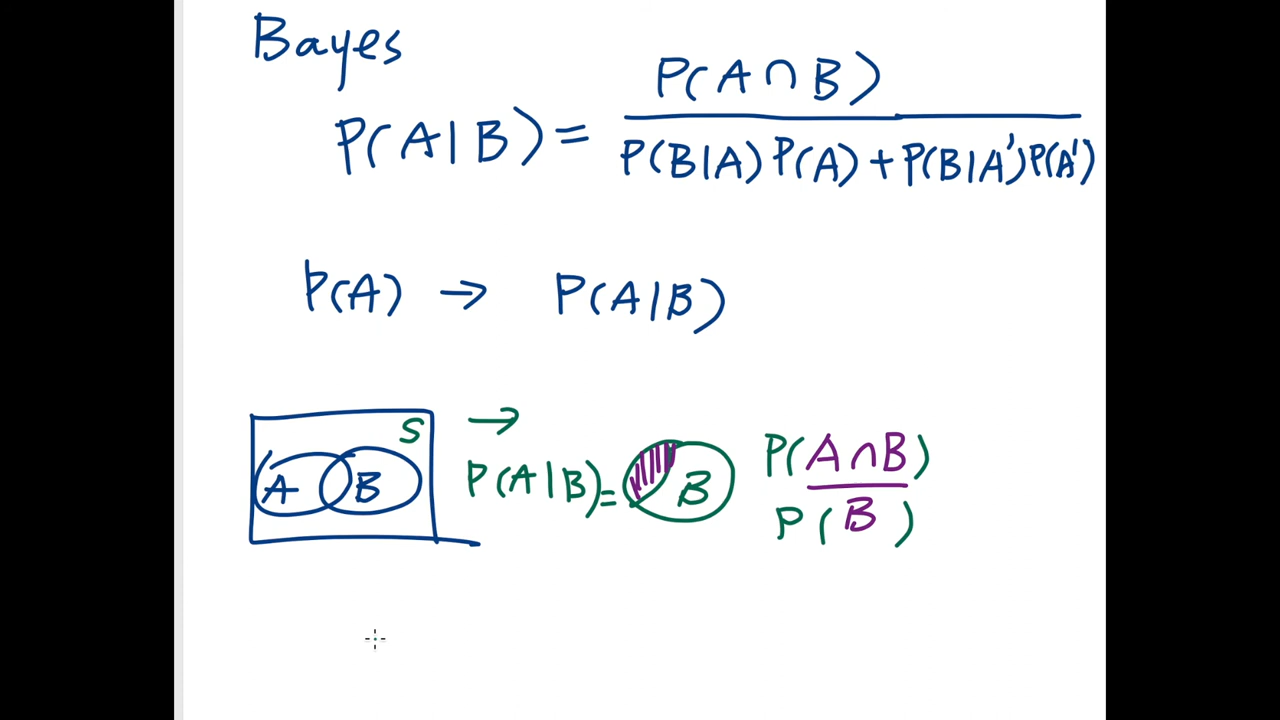 Bayes
P(A∩B)
P(A|B) =
P(B|A)P(A)+P(B|A')P(A')
P(A) → P(A|B)
S →
A B P(A|B)= B P(A∩B)
P(B)